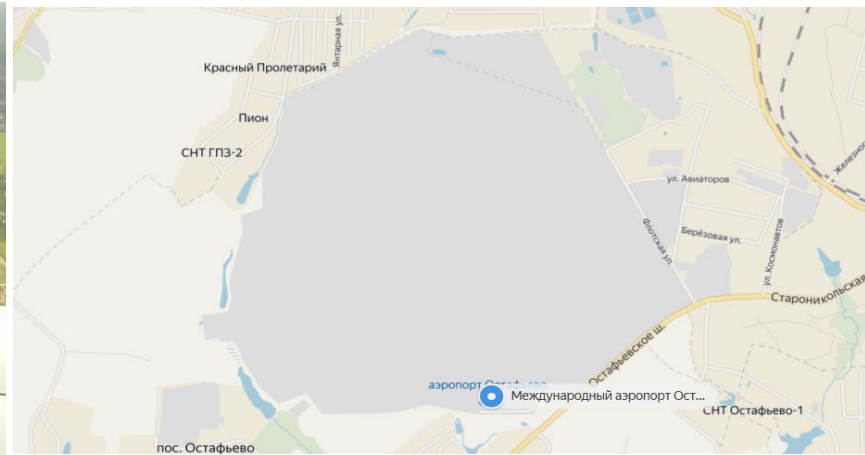 Янтарная ул.
Красный Пролетарий
Пион
СНТ ГПЗ-2
ул. Авиаторов
Железно
Флотская ул.
Берёзовая ул.
ул. Космонавтов
Староникольская
Остафьевское ш.
аэропорт Остафьево
Международный аэропорт Ост...
СНТ Остафьево-1
пос. Остафьево